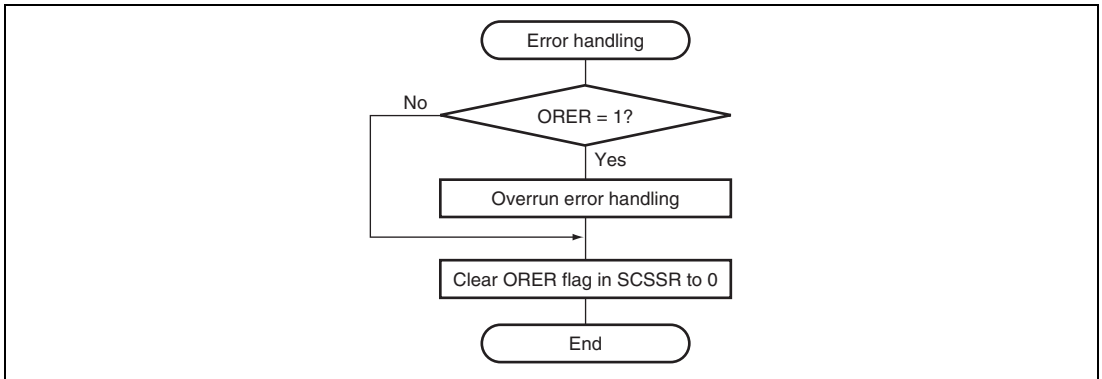 Error handling
No
ORER = 1?
Yes
Overrun error handling
Clear ORER flag in SCSSR to 0
End